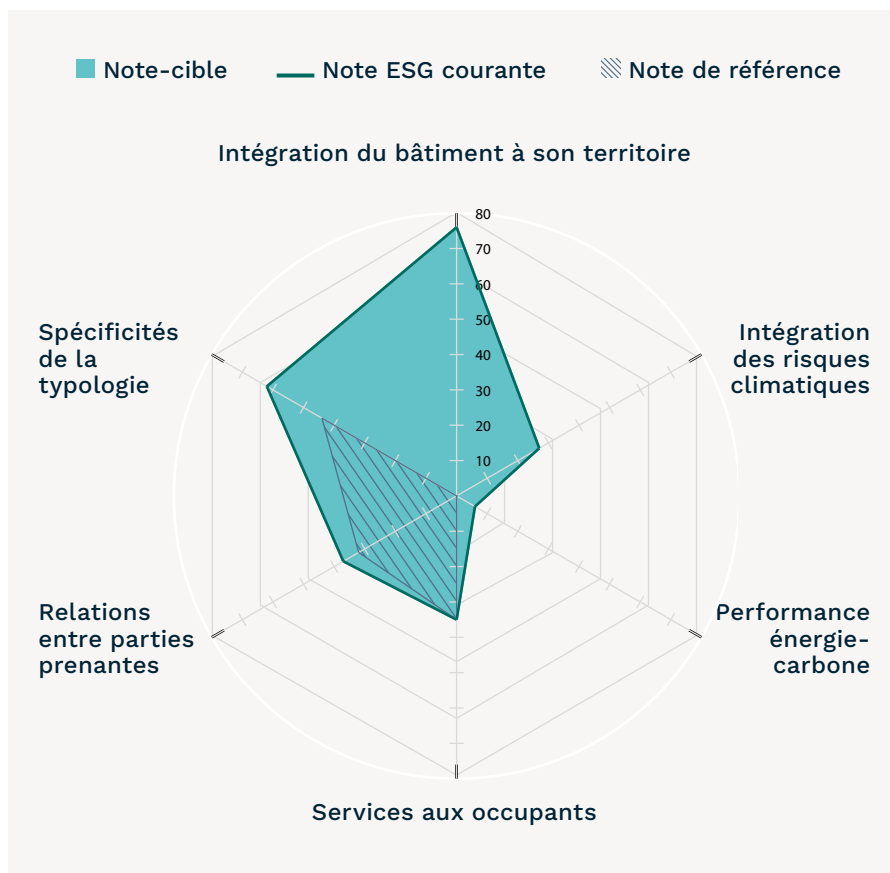 Note-cible
Note ESG courante
Note de référence
Intégration du bâtiment à son territoire
80
70
60
50
40
30
20
10
Spécificités
de la
typologie
Intégration
des risques
climatiques
Relations
entre parties
prenantes
Performance
énergie-
carbone
Services aux occupants